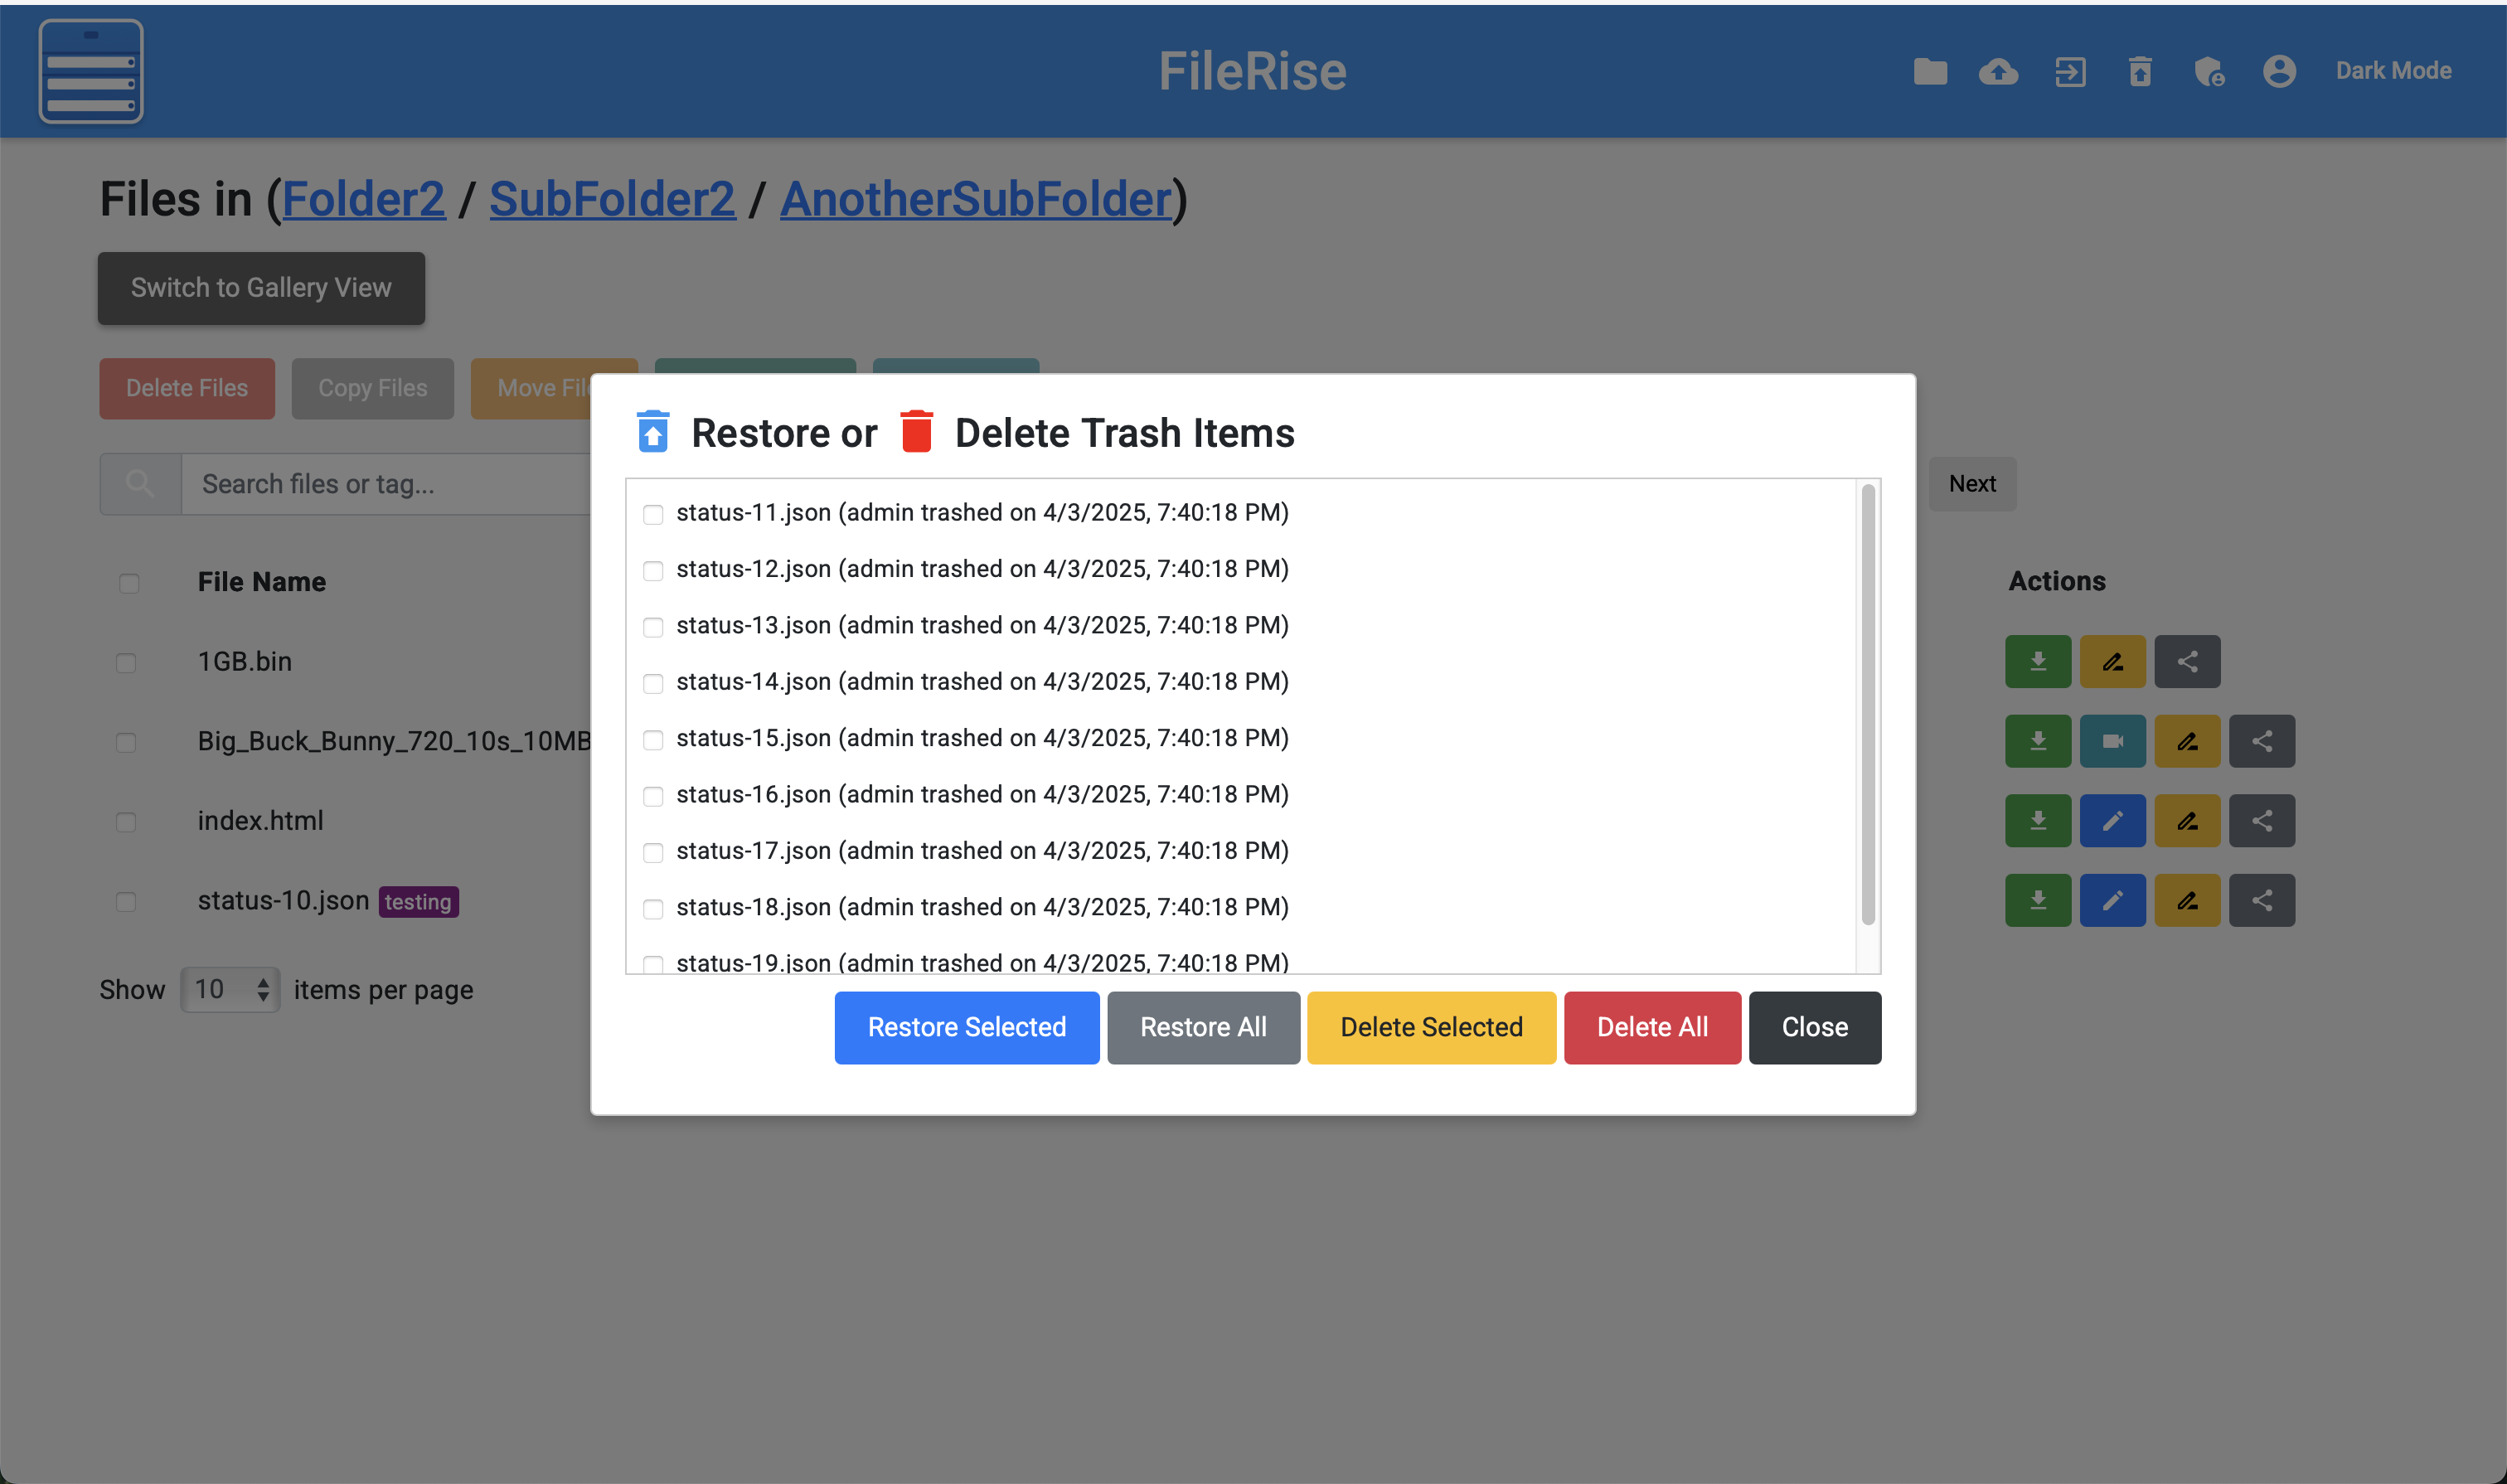 FileRise
Dark Mode
Files in (Folder2 / SubFolder2 / AnotherSubFolder)
Switch to Gallery View
Delete Files
Copy Files
Move
Search files or tag...
Next
File Name
Actions
1GB.bin
Big_Buck_Bunny_720_10s_10MB
index.html
status-10.json testing
Show 10 items per page
Restore or Delete Trash Items
status-11.json (admin trashed on 4/3/2025, 7:40:18 PM)
status-12.json (admin trashed on 4/3/2025, 7:40:18 PM)
status-13.json (admin trashed on 4/3/2025, 7:40:18 PM)
status-14.json (admin trashed on 4/3/2025, 7:40:18 PM)
status-15.json (admin trashed on 4/3/2025, 7:40:18 PM)
status-16.json (admin trashed on 4/3/2025, 7:40:18 PM)
status-17.json (admin trashed on 4/3/2025, 7:40:18 PM)
status-18.json (admin trashed on 4/3/2025, 7:40:18 PM)
status-19.json (admin trashed on 4/3/2025, 7:40:18 PM)
Restore Selected
Restore All
Delete Selected
Delete All
Close